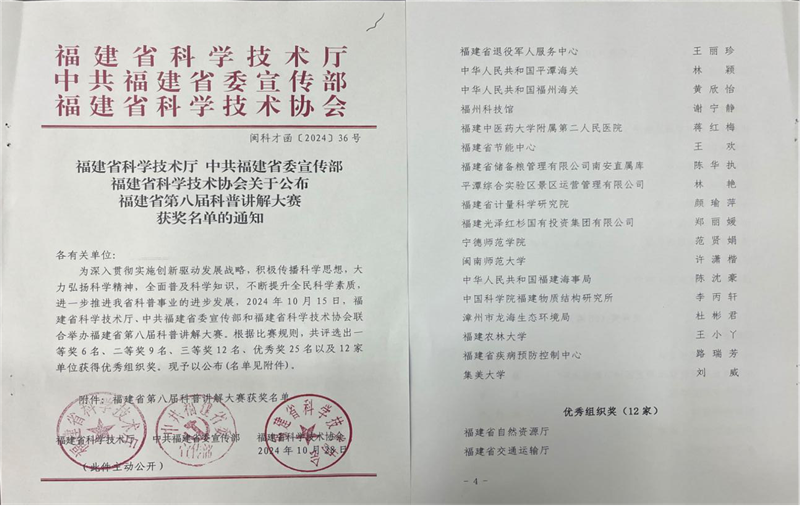 福建省科学技术厅
中共福建省委宣传部
福建省科学技术协会
闽科才函〔2024〕36号
福建省科学技术厅 中共福建省委宣传部
福建省科学技术协会关于公布
福建省第八届科普讲解大赛
获奖名单的通知
各有关单位:
为深入贯彻实施创新驱动发展战略,积极传播科学思想,大
力弘扬科学精神,全面普及科学知识,不断提升全民科学素质,
进一步推进我省科普事业的进步发展,2024年10月15日,福
建省科学技术厅、中共福建省委宣传部和福建省科学技术协会联
合举办福建省第八届科普讲解大赛。根据比赛规则,共评选出一
等奖6名、二等奖9名、三等奖12名、优秀奖25名以及12家
单位获得优秀组织奖。现予以公布(名单见附件)。
附件:福建省第八届科普讲解大赛获奖名单
福建省科学技术厅 中共福建省委宣传部 福建省科学技术协会
2024年10月28日
(此件主动公开)
福建省退役军人服务中心 王丽珍
中华人民共和国平潭海关 林颖
中华人民共和国福州海关 黄欣怡
福州科技馆 谢宁静
福建中医药大学附属第二人民医院 蒋红梅
福建省节能中心 王欢
福建省储备粮管理有限公司南安直属库 陈华执
平潭综合实验区景区运营管理有限公司 林艳
福建省计量科学研究院 颜瑜萍
福建光泽红杉国有投资集团有限公司 郑丽嫒
宁德师范学院 范贤娟
闽南师范大学 许潇楷
中华人民共和国福建海事局 陈沈豪
中国科学院福建物质结构研究所 李丙轩
漳州市龙海生态环境局 杜彬君
福建农林大学 王小丫
福建省疾病预防控制中心 路瑞芳
集美大学 刘威
优秀组织奖(12家)
福建省自然资源厅
福建省交通运输厅
- 4 -